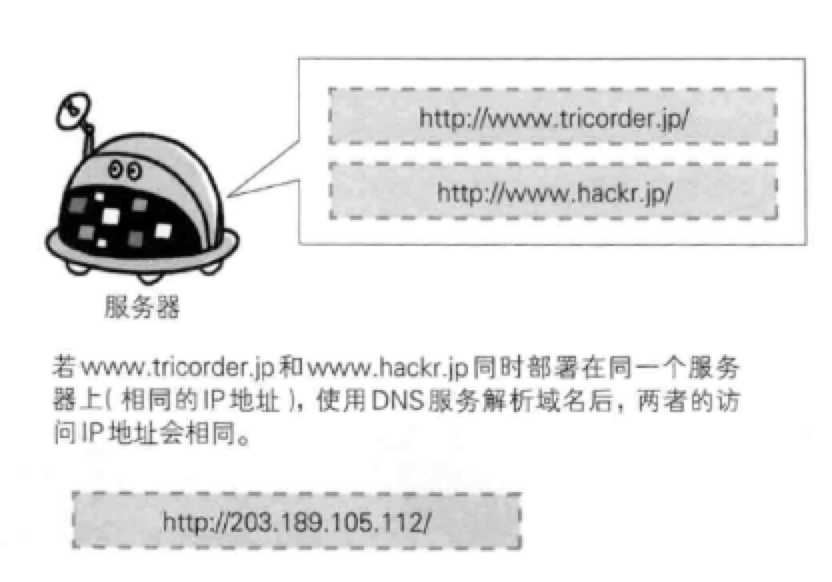 http://www.tricorder.jp/
http://www.hackr.jp/
服务器
若www.tricorder.jp和www.hackr.jp同时部署在同一个服务
器上(相同的IP地址)，使用DNS服务解析域名后，两者的访
问IP地址会相同。
http://203.189.105.112/